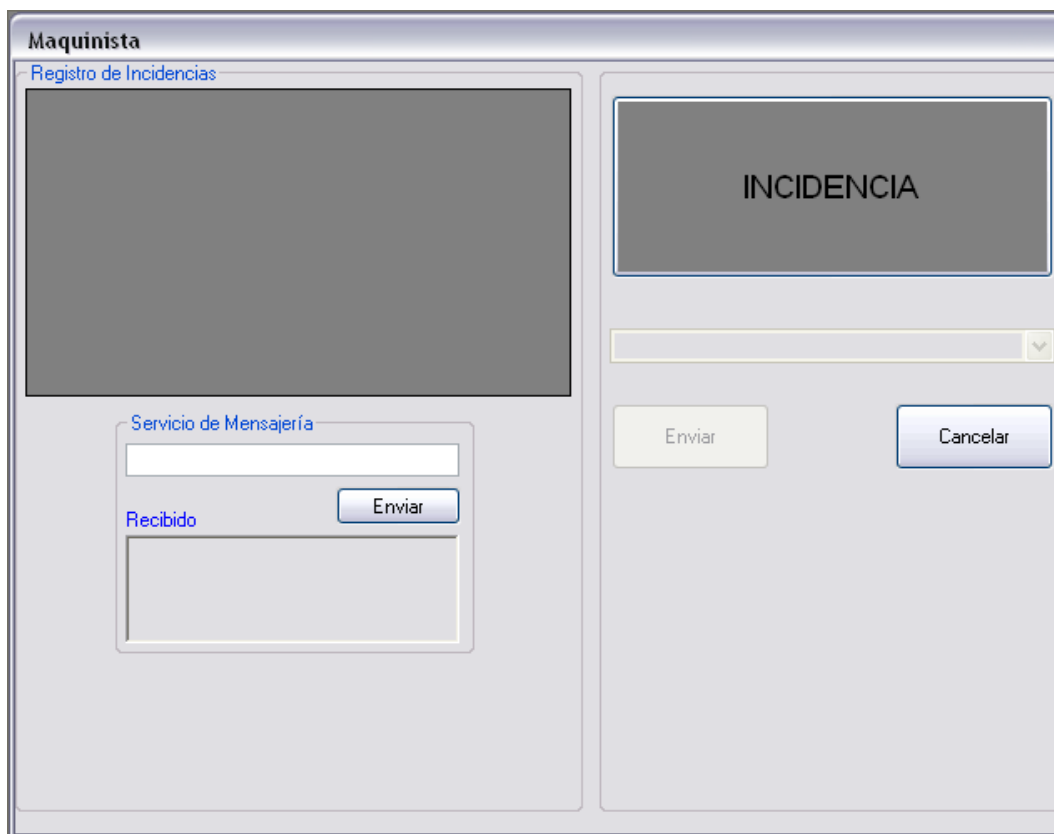 Maquinista
Registro de Incidencias
INCIDENCIA
Servicio de Mensajería
Enviar
Recibido
Enviar
Cancelar